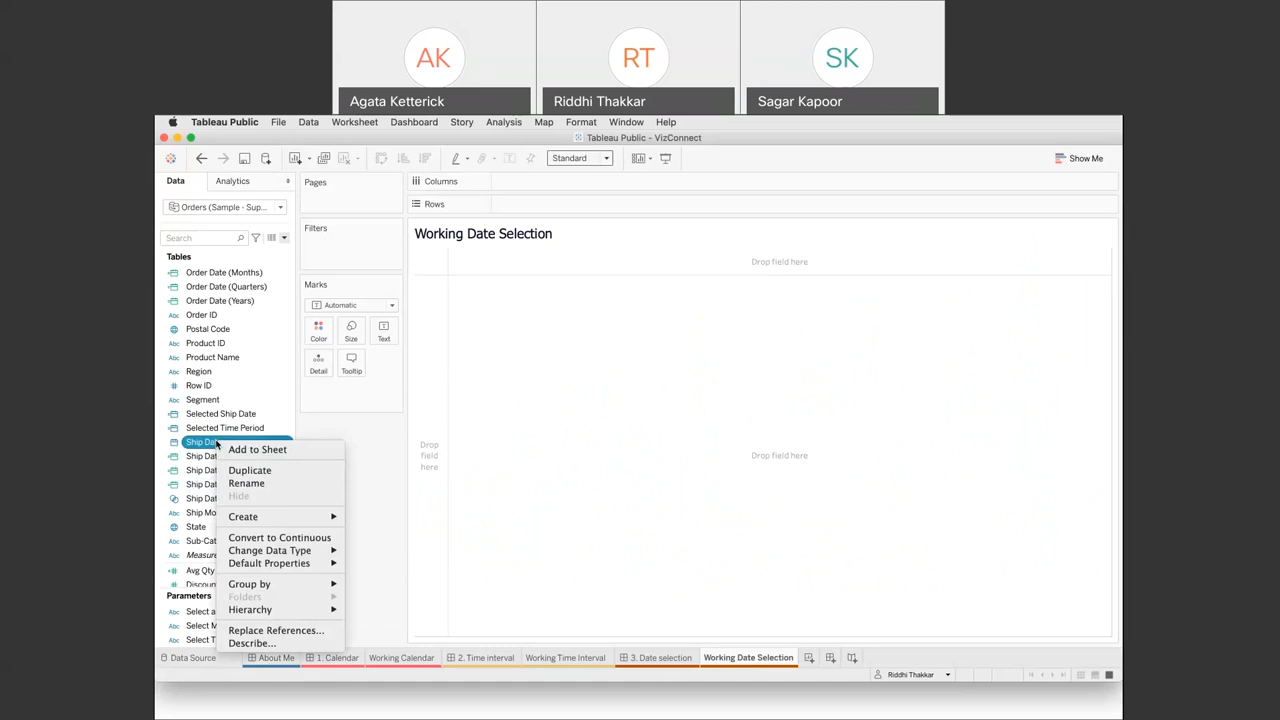 AK RT SK
Agata Ketterick Riddhi Thakkar Sagar Kapoor
Tableau Public File Data Worksheet Dashboard Story Analysis Map Format Window Help
Tableau Public - VizConnect
Standard Show Me
Data Analytics Pages Columns
Orders (Sample - Sup... Rows
Search Filters Working Date Selection
Tables
Drop field here
Order Date (Months)
Order Date (Quarters) Marks
Order Date (Years) Automatic
Order ID
Postal Code Color Size Text
Product ID
Product Name
Region Detail Tooltip
Row ID
Segment
Selected Ship Date
Selected Time Period
Ship Da
Ship Dat
Ship Dat
Ship Dat
Ship Dat
Ship Mo
State
Sub-Cat
Measure
Avg Qty
Discoun
Parameters
Select a
Select M
Select T
Add to Sheet
Duplicate
Rename
Hide
Create
Convert to Continuous
Change Data Type
Default Properties
Group by
Folders
Hierarchy
Replace References...
Describe...
Drop
field
here
Drop field here
Data Source About Me 1. Calendar Working Calendar 2. Time interval Working Time Interval 3. Date selection Working Date Selection
Riddhi Thakkar